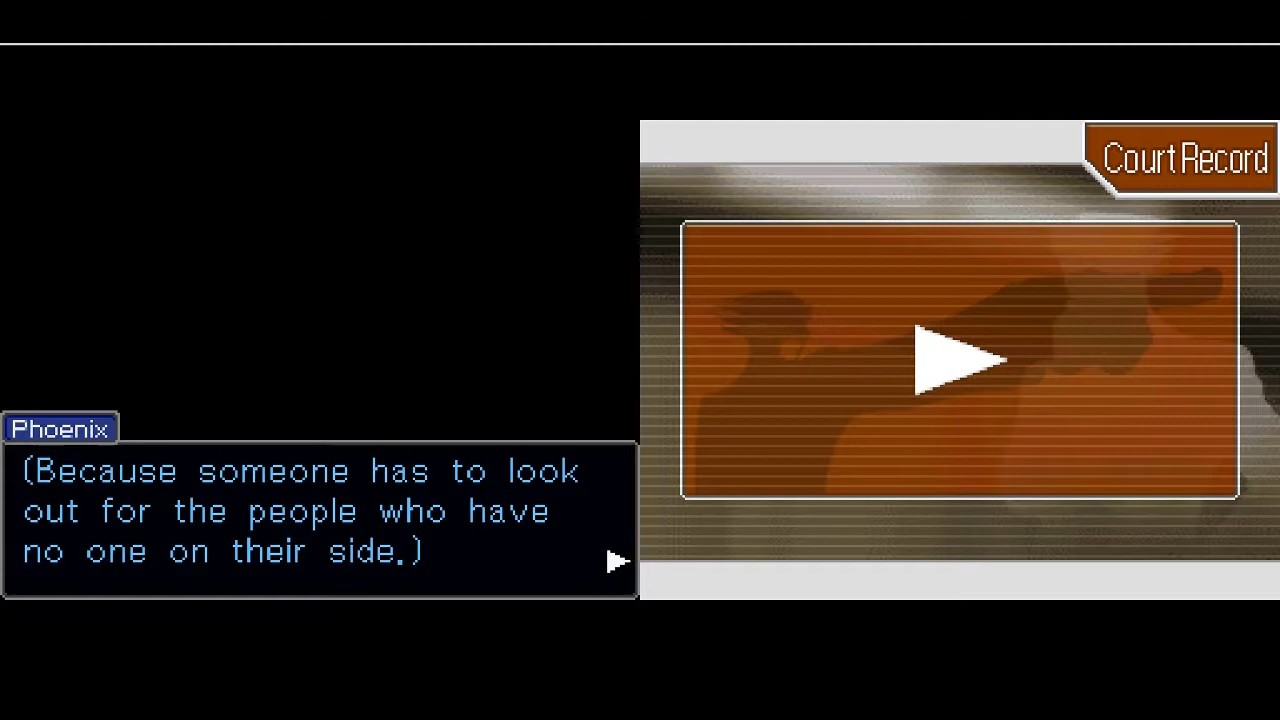 Court Record
Phoenix
(Because someone has to look
out for the people who have
no one on their side.)